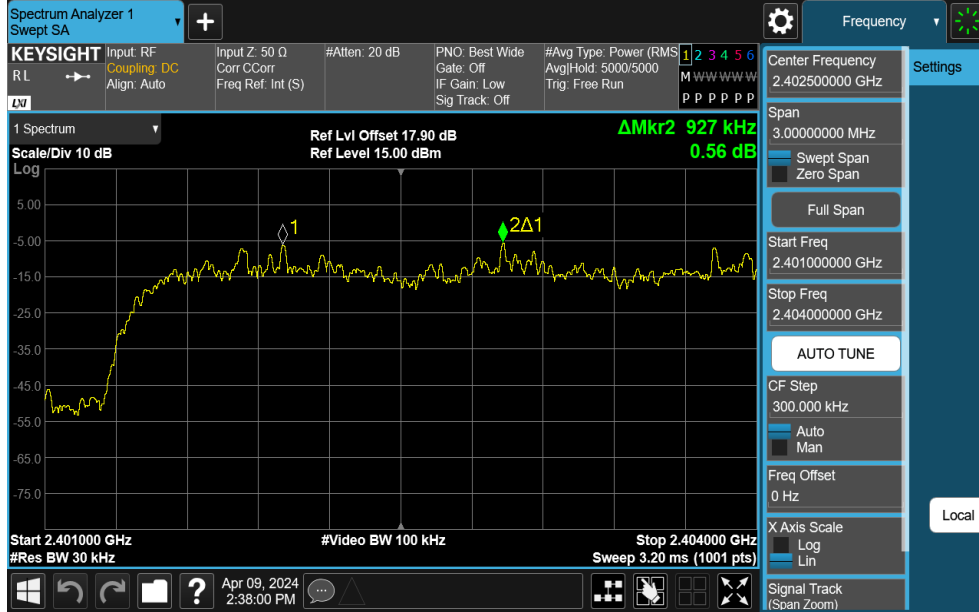 Spectrum Analyzer 1
Swept SA
Frequency
KEYSIGHT
R L
LXI
Input: RF
Coupling: DC
Align: Auto
Input Z: 50 Ω
Corr CCorr
Freq Ref: Int (S)
#Atten: 20 dB
PNO: Best Wide
Gate: Off
IF Gain: Low
Sig Track: Off
#Avg Type: Power (RMS
Avg|Hold: 5000/5000
Trig: Free Run
1 2 3 4 5 6
M W W W W W
P P P P P P
Center Frequency
2.402500000 GHz
Settings
1 Spectrum
Scale/Div 10 dB
Ref Lvl Offset 17.90 dB
Ref Level 15.00 dBm
ΔMkr2 927 kHz
0.56 dB
Log
5.00
-5.00
-15.0
-25.0
-35.0
-45.0
-55.0
-65.0
-75.0
1
2Δ1
Start 2.401000 GHz
#Res BW 30 kHz
#Video BW 100 kHz
Stop 2.404000 GHz
Sweep 3.20 ms (1001 pts)
Span
3.00000000 MHz
Swept Span
Zero Span
Full Span
Start Freq
2.401000000 GHz
Stop Freq
2.404000000 GHz
AUTO TUNE
CF Step
300.000 kHz
Auto
Man
Freq Offset
0 Hz
X Axis Scale
Log
Lin
Signal Track
(Span Zoom)
Local
Apr 09, 2024
2:38:00 PM